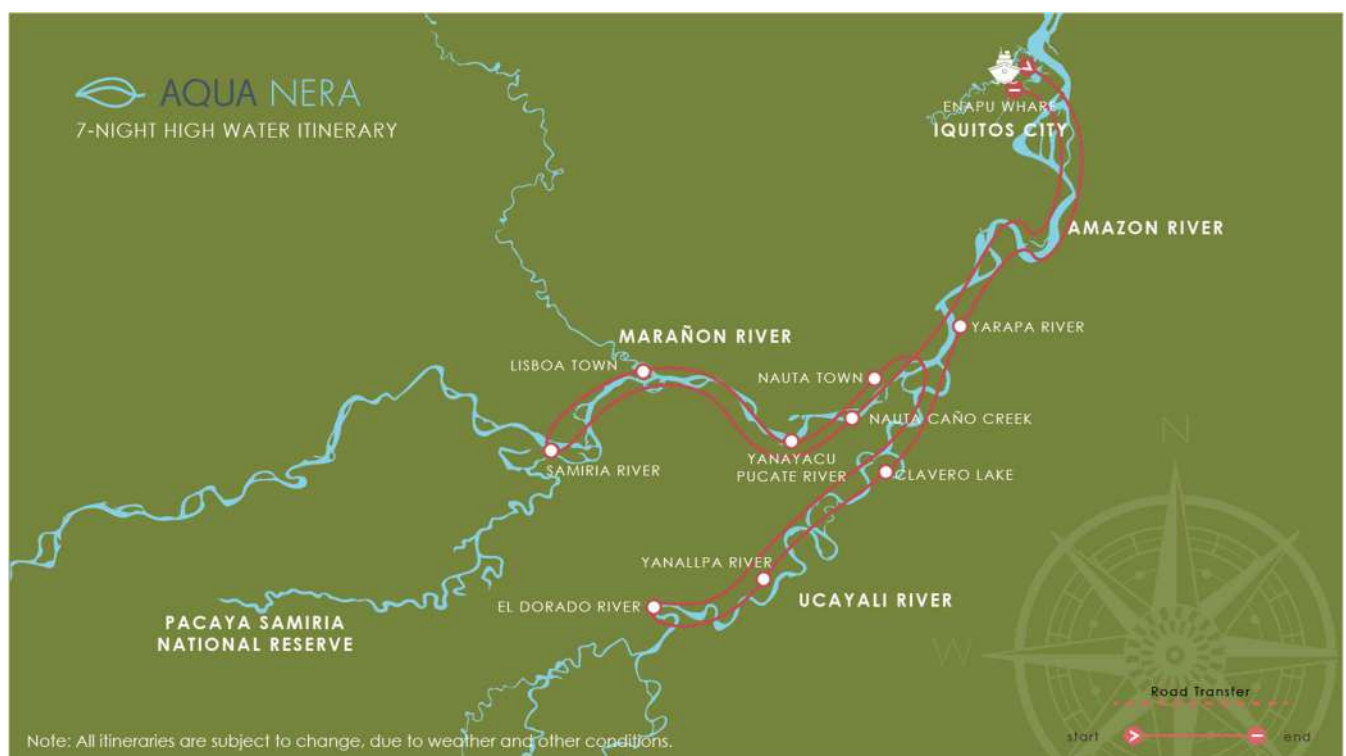 AQUA NERA
7-NIGHT HIGH WATER ITINERARY
ENAPU WHARF
IQUITOS CITY
AMAZON RIVER
YARAPA RIVER
MARAÑON RIVER
LISBOA TOWN
NAUTA TOWN
NAUTA CAÑO CREEK
SAMIRIA RIVER
YANAYACU
PUCATE RIVER
CLAVERO LAKE
YANALLPA RIVER
EL DORADO RIVER
UCAYALI RIVER
PACAYA SAMIRIA
NATIONAL RESERVE
N
W
Road Transfer
start
end
Note: All itineraries are subject to change, due to weather and other conditions.